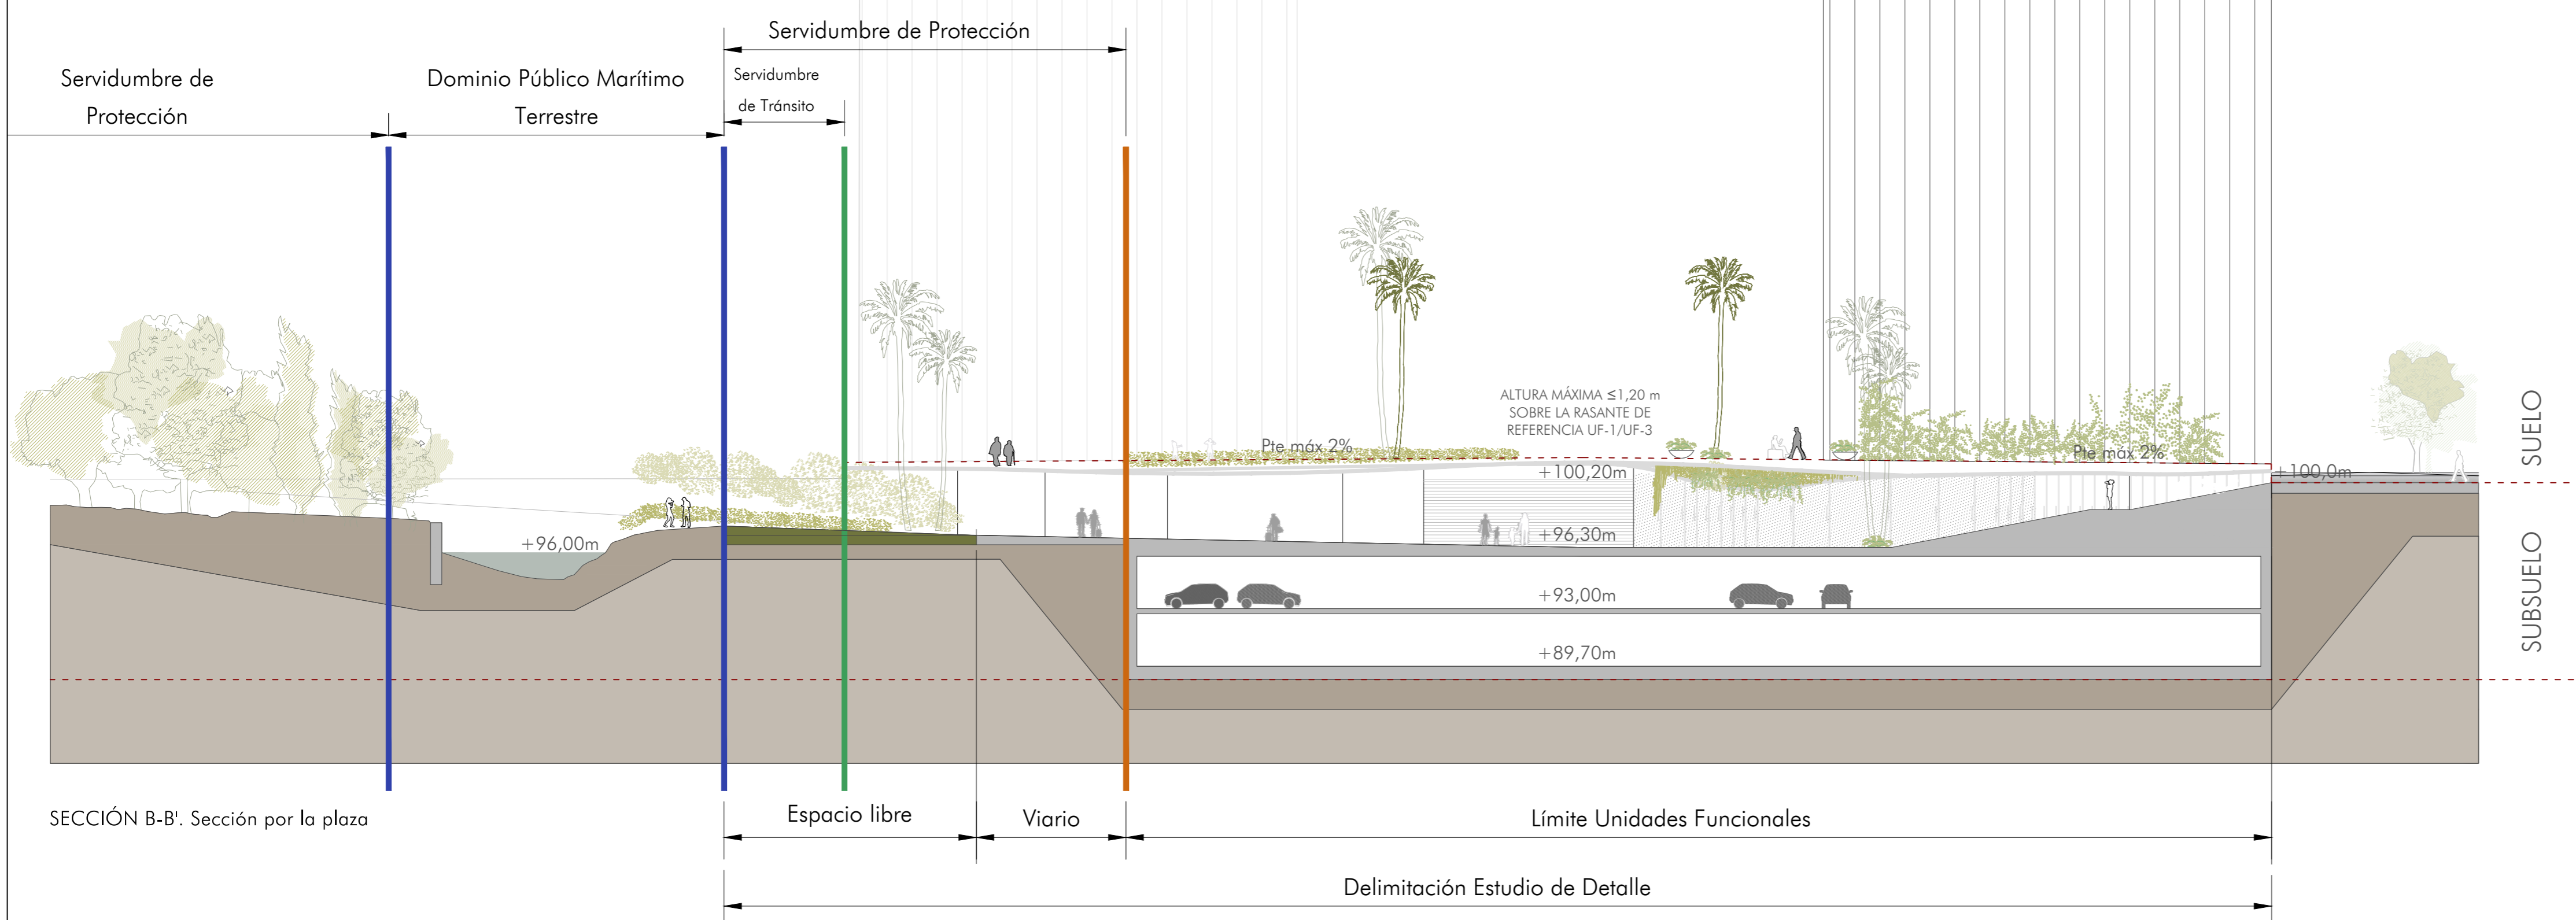 Servidumbre de Protección
Servidumbre de
Protección
Dominio Público Marítimo
Terrestre
Servidumbre
de Tránsito
ALTURA MÁXIMA ≤1,20 m
SOBRE LA RASANTE DE
REFERENCIA UF-1/UF-3
Pte máx 2%
Pte máx 2%
+100,20m
+100,0m
+96,00m
+96,30m
+93,00m
+89,70m
SUELO
SUBSUELO
SECCIÓN B-B'. Sección por la plaza
Espacio libre
Viario
Límite Unidades Funcionales
Delimitación Estudio de Detalle